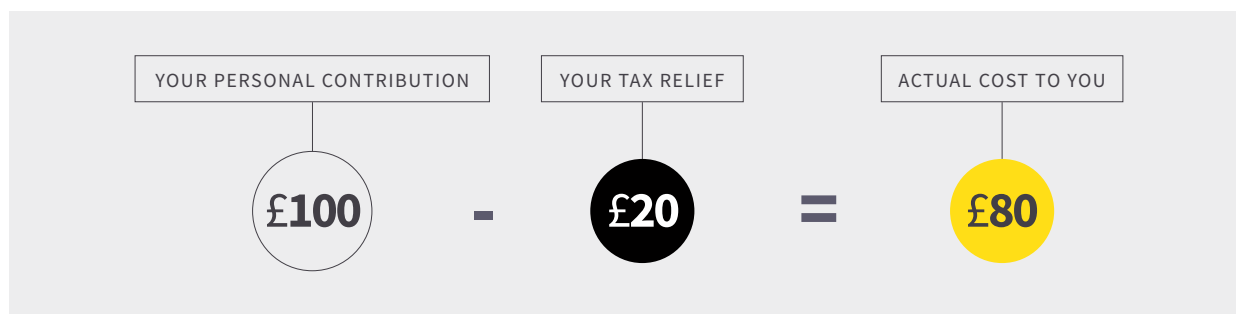 YOUR PERSONAL CONTRIBUTION
YOUR TAX RELIEF
ACTUAL COST TO YOU
£100 - £20 = £80